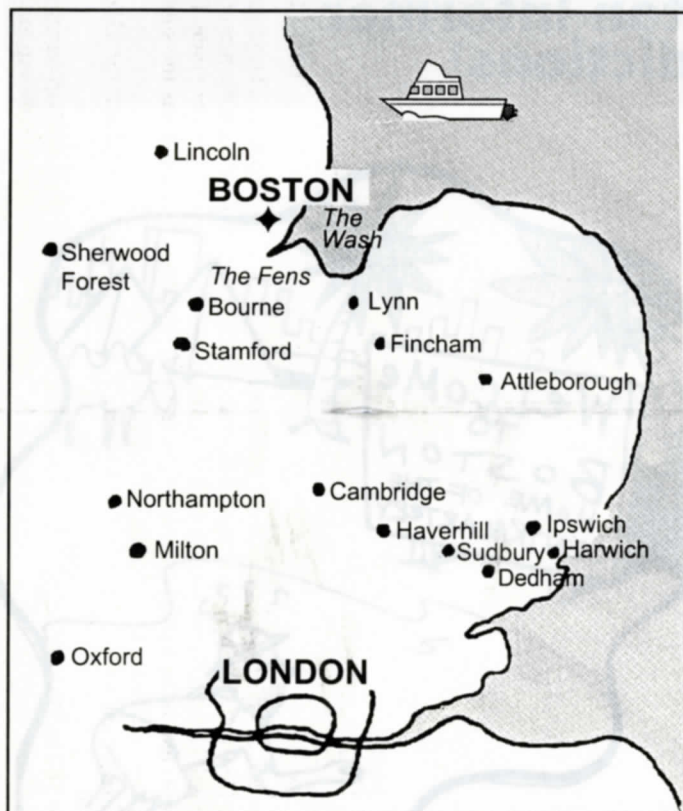 Lincoln
BOSTON
The
Wash
Sherwood
Forest
The Fens
Bourne
Lynn
Stamford
Fincham
Attleborough
Cambridge
Northampton
Haverhill
Ipswich
Milton
Sudbury
Harwich
Dedham
Oxford
LONDON